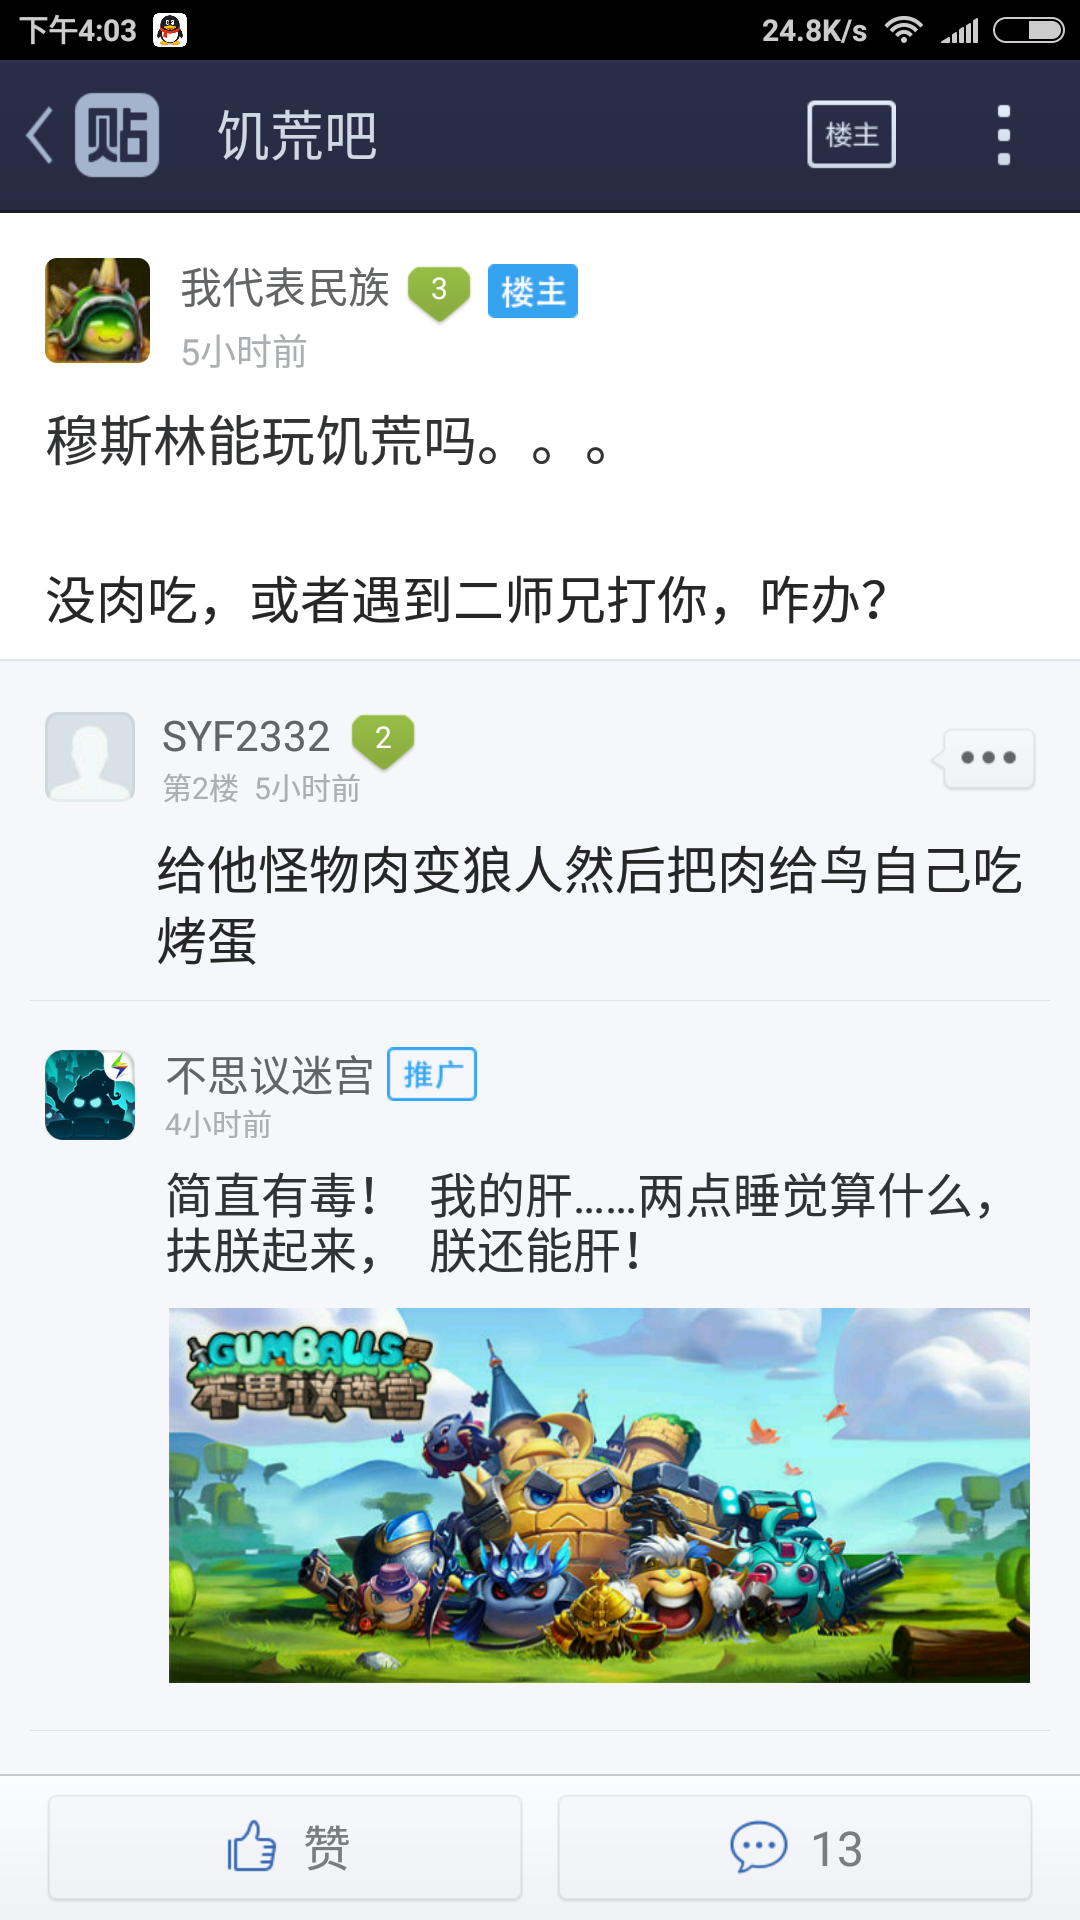 下午4:03
24.8K/s
贴
饥荒吧
楼主
我代表民族 3 楼主
5小时前
穆斯林能玩饥荒吗。。。
没肉吃，或者遇到二师兄打你，咋办？
SYF2332 2
第2楼 5小时前
给他怪物肉变狼人然后把肉给鸟自己吃
烤蛋
不思议迷宫 推广
4小时前
简直有毒！ 我的肝……两点睡觉算什么，
扶朕起来， 朕还能肝！
GUMBALLS
不思议迷宫
赞
13